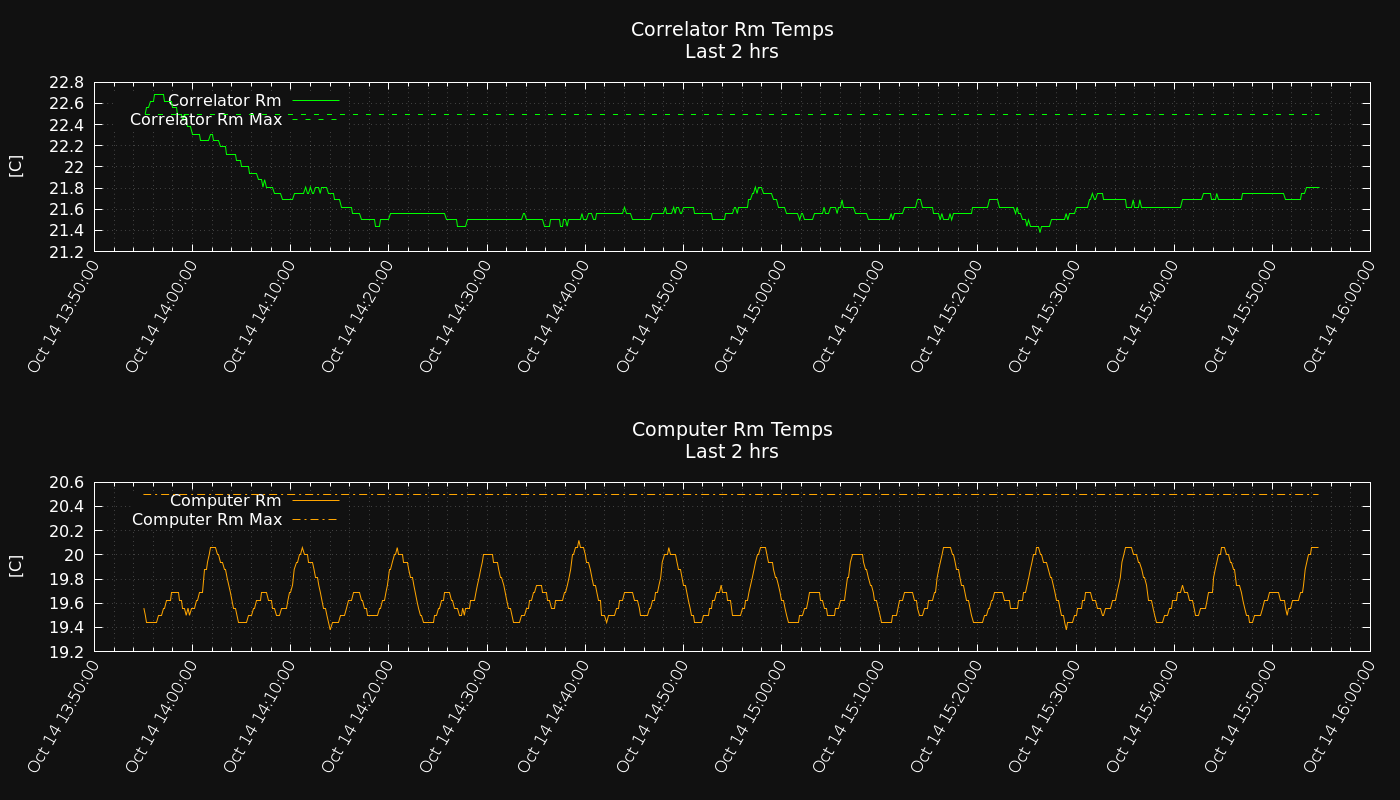 Correlator Rm Temps
Last 2 hrs
[C]
22.8
22.6
22.4
22.2
22
21.8
21.6
21.4
21.2
Correlator Rm
Correlator Rm Max
Oct 14 13:50:00
Oct 14 14:00:00
Oct 14 14:10:00
Oct 14 14:20:00
Oct 14 14:30:00
Oct 14 14:40:00
Oct 14 14:50:00
Oct 14 15:00:00
Oct 14 15:10:00
Oct 14 15:20:00
Oct 14 15:30:00
Oct 14 15:40:00
Oct 14 15:50:00
Oct 14 16:00:00
Computer Rm Temps
Last 2 hrs
[C]
20.6
20.4
20.2
20
19.8
19.6
19.4
19.2
Computer Rm
Computer Rm Max
Oct 14 13:50:00
Oct 14 14:00:00
Oct 14 14:10:00
Oct 14 14:20:00
Oct 14 14:30:00
Oct 14 14:40:00
Oct 14 14:50:00
Oct 14 15:00:00
Oct 14 15:10:00
Oct 14 15:20:00
Oct 14 15:30:00
Oct 14 15:40:00
Oct 14 15:50:00
Oct 14 16:00:00